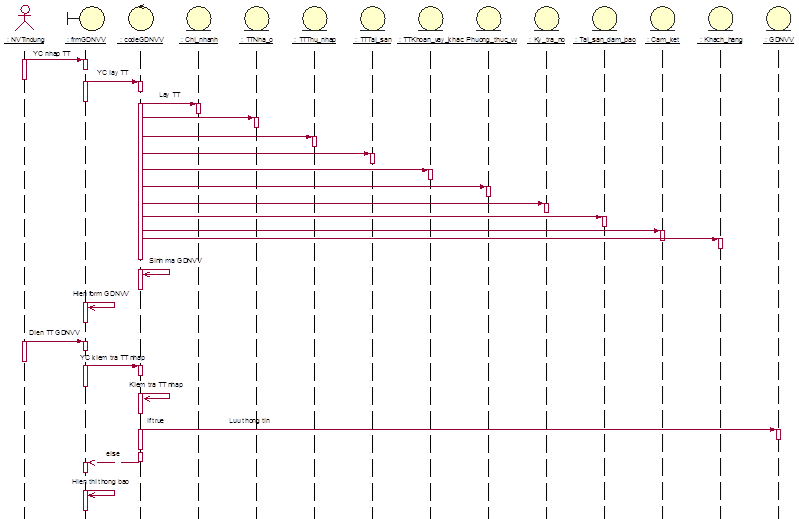 : NVTindung
: frmGDNVV
: codeGDNVV
: Chi_nhanh
: TTNha_o
: TTThu_nhap
: TTTai_san
: TTKhoan_vay_khac
Phuong_thuc_vv
: Ky_tra_no
: Tai_san_dam_bao
: Cam_ket
: Khach_hang
: GDNVV
YC nhap TT
YC lay TT
Lay TT
Sinh ma GDNVV
Hien form GDNVV
Dien TT GDNVV
YC kiem tra TT nhap
Kiem tra TT nhap
If true
Luu thong tin
else
Hien thi thong bao